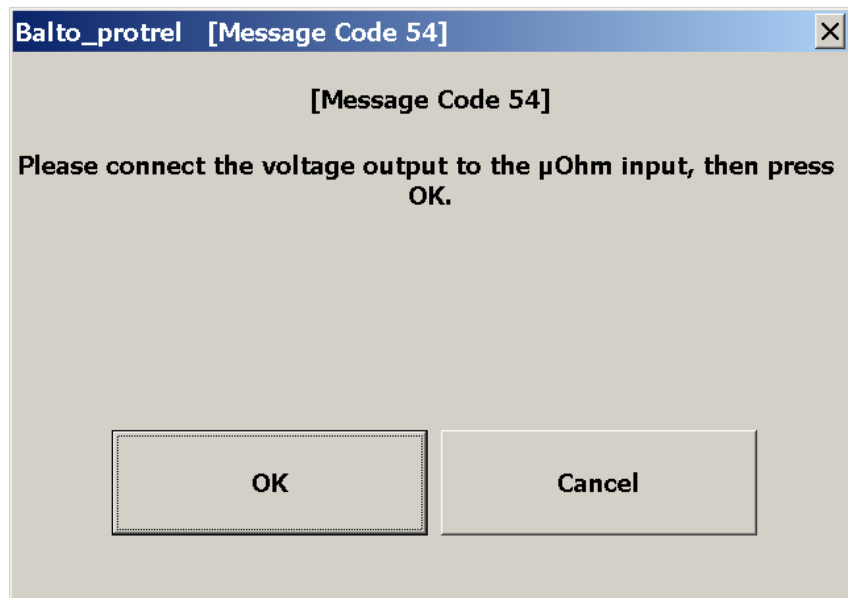 Balto_protrel [Message Code 54]
[Message Code 54]
Please connect the voltage output to the µOhm input, then press
OK.
OK
Cancel